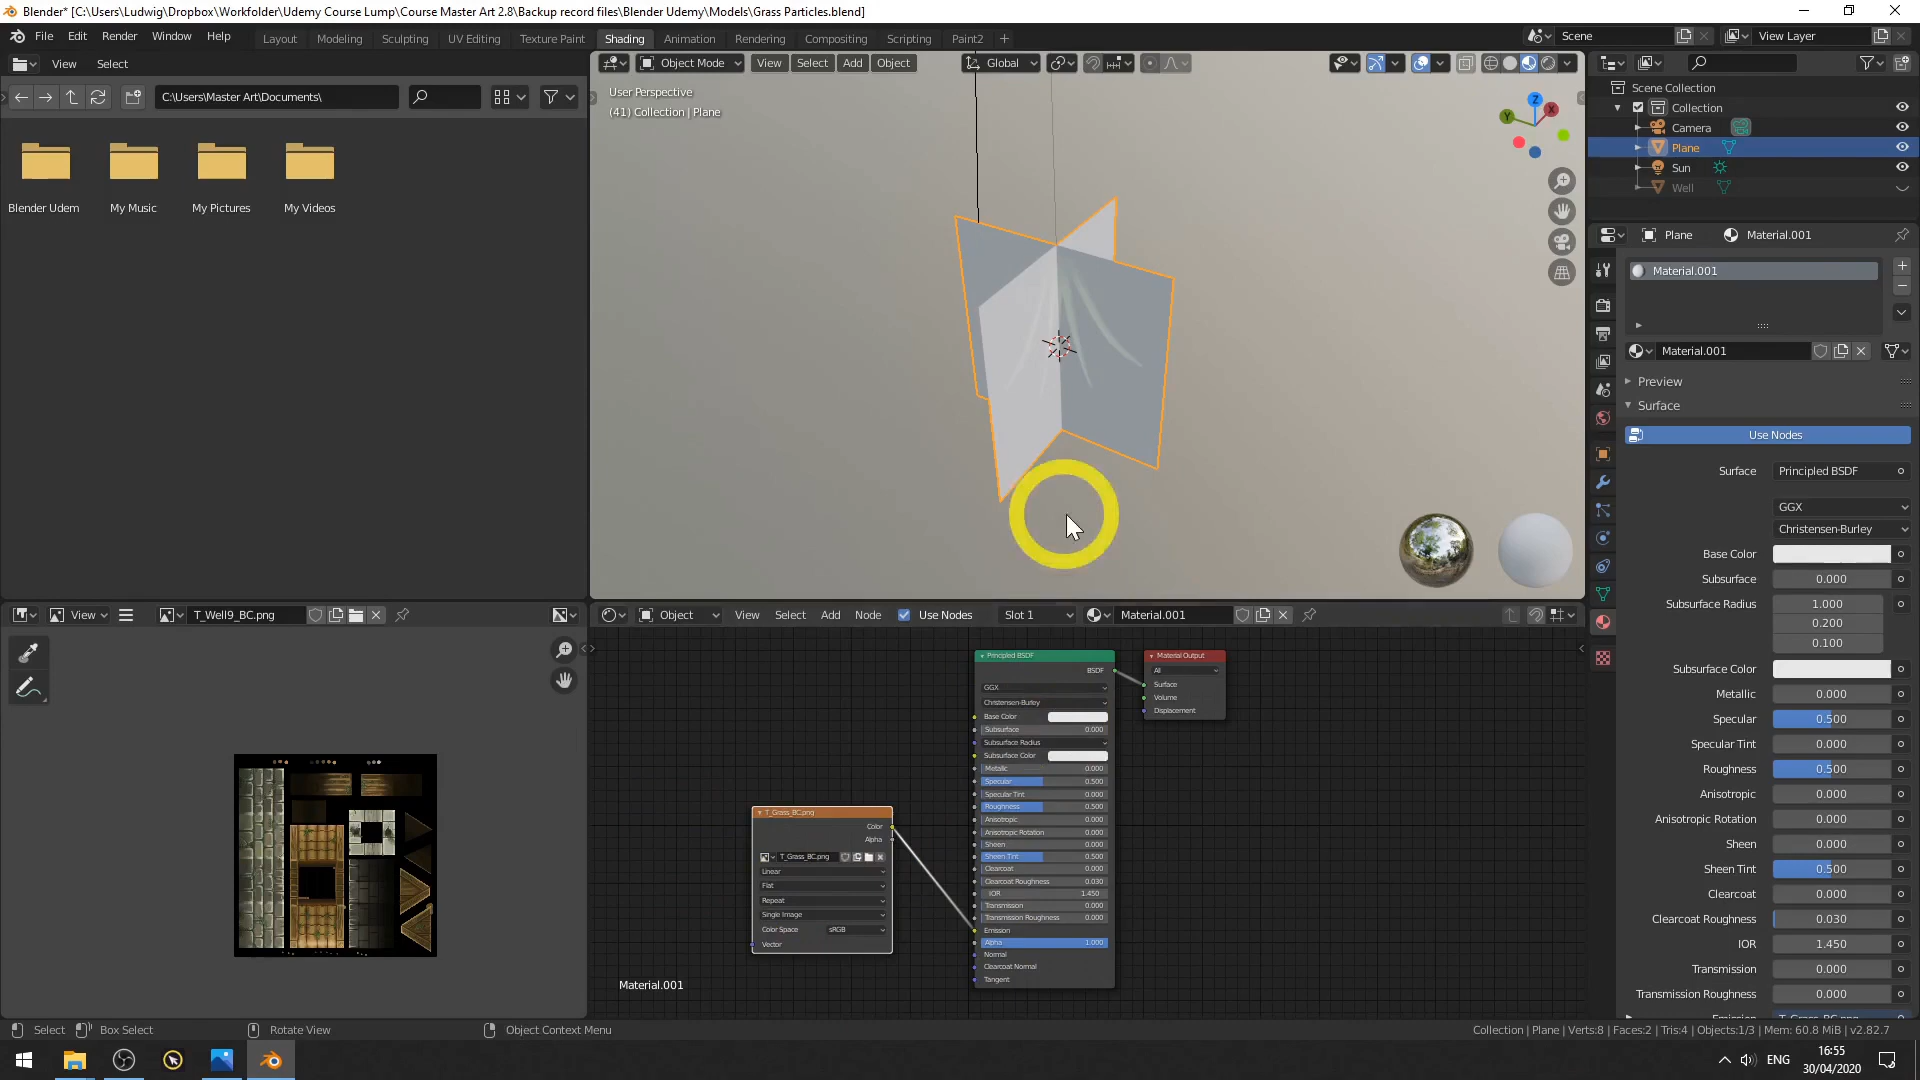 Blender* [C:\Users\Ludwig\Dropbox\Workfolder\Udemy Course Lump\Course Master Art 2.8\Backup record files\Blender Udemy\Models\Grass Particles.blend]
File Edit Render Window Help
Layout Modeling Sculpting UV Editing Texture Paint Shading Animation Rendering Compositing Scripting Paint2
Scene View Layer
View Select
C:\Users\Master Art\Documents\
Blender Udem My Music My Pictures My Videos
Object Mode View Select Add Object Global
User Perspective
(41) Collection | Plane
Z
X
Y
Scene Collection
Collection
Camera
Plane
Sun
Well
Plane Material.001
Material.001
Material.001
Preview
Surface
Use Nodes
Surface Principled BSDF
GGX
Christensen-Burley
Base Color
Subsurface 0.000
Subsurface Radius 1.000
0.200
0.100
Subsurface Color
Metallic 0.000
Specular 0.500
Specular Tint 0.000
Roughness 0.500
Anisotropic 0.000
Anisotropic Rotation 0.000
Sheen 0.000
Sheen Tint 0.500
Clearcoat 0.000
Clearcoat Roughness 0.030
IOR 1.450
Transmission 0.000
Transmission Roughness 0.000
View T_Well9_BC.png
Object View Select Add Node Use Nodes Slot 1 Material.001
T_Grass_BC.png
Color
Alpha
T_Grass_BC.png
Linear
Flat
Repeat
Single Image
Color Space sRGB
Vector
Principled BSDF
BSDF
GGX
Christensen-Burley
Base Color
Subsurface 0.000
Subsurface Radius
Subsurface Color
Metallic 0.000
Specular 0.500
Specular Tint 0.000
Roughness 0.500
Anisotropic 0.000
Anisotropic Rotation 0.000
Sheen 0.000
Sheen Tint 0.500
Clearcoat 0.000
Clearcoat Roughness 0.030
IOR 1.450
Transmission 0.000
Transmission Roughness 0.000
Emission
Alpha 1.000
Normal
Clearcoat Normal
Tangent
Material Output
All
Surface
Volume
Displacement
Material.001
Select Box Select Rotate View Object Context Menu
Collection | Plane | Verts:8 | Faces:2 | Tris:4 | Objects:1/3 | Mem: 60.8 MiB | v2.82.7
ENG
16:55
30/04/2020